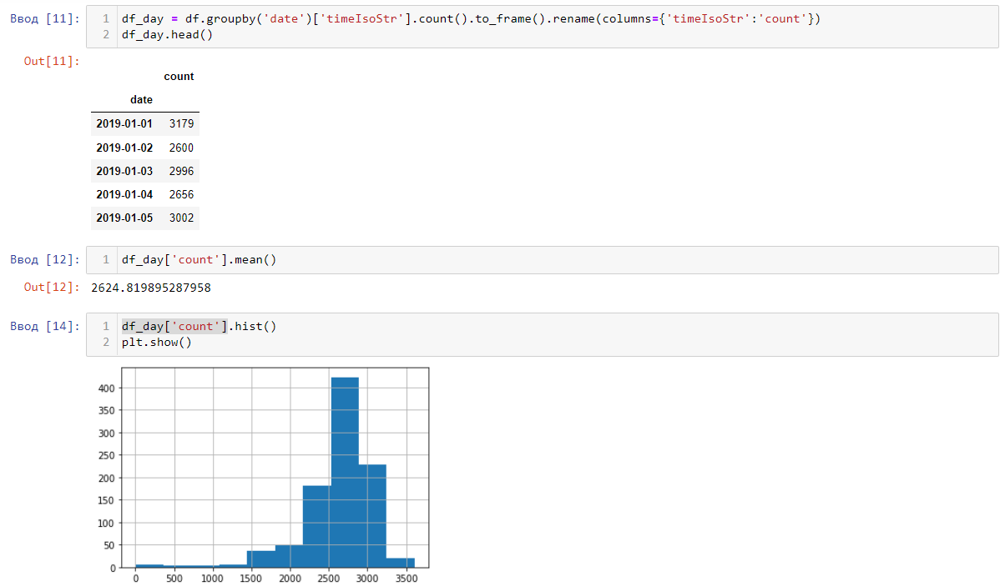 Ввод [11]:
1 df_day = df.groupby('date')['timeIsoStr'].count().to_frame().rename(columns={'timeIsoStr':'count'})
2 df_day.head()
Out[11]:
count
date
2019-01-01 3179
2019-01-02 2600
2019-01-03 2996
2019-01-04 2656
2019-01-05 3002
Ввод [12]:
1 df_day['count'].mean()
Out[12]: 2624.819895287958
Ввод [14]:
1 df_day['count'].hist()
2 plt.show()
400
350
300
250
200
150
100
50
0
0 500 1000 1500 2000 2500 3000 3500